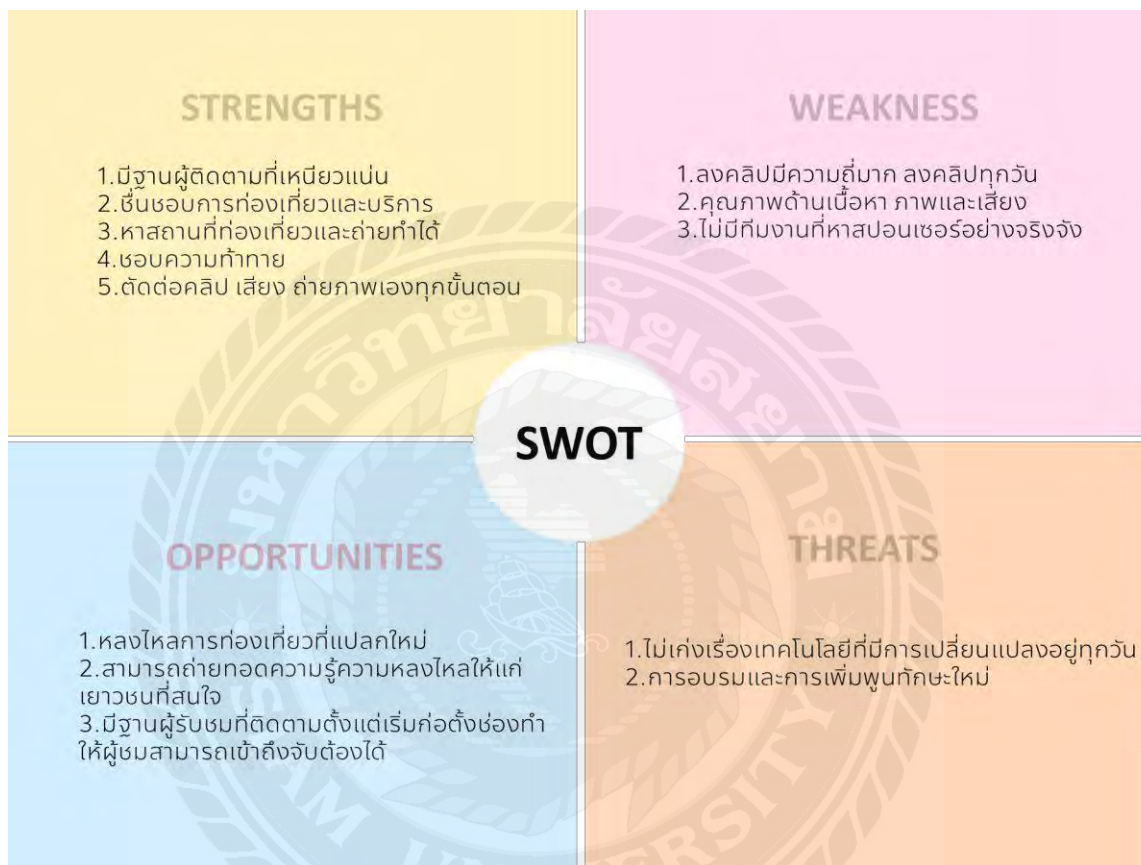 STRENGTHS
1.มีฐานผู้ติดตามที่เหนียวแน่น
2.ชื่นชอบการท่องเที่ยวและบริการ
3.หาสถานที่ท่องเที่ยวและถ่ายทำได้
4.ชอบความท้าทาย
5.ตัดต่อคลิป เสียง ถ่ายภาพเองทุกขั้นตอน
WEAKNESS
1.ลงคลิปมีความถี่มาก ลงคลิปทุกวัน
2.คุณภาพด้านเนื้อหา ภาพและเสียง
3.ไม่มีทีมงานที่หาสปอนเซอร์อย่างจริงจัง
SWOT
OPPORTUNITIES
1.หลงไหลการท่องเที่ยวที่แปลกใหม่
2.สามารถถ่ายทอดความรู้ความหลงไหลให้แก่
เยาวชนที่สนใจ
3.มีฐานผู้รับชมที่ติดตามตั้งแต่เริ่มก่อตั้งช่องทำ
ให้ผู้ชมสามารถเข้าถึงจับต้องได้
THREATS
1.ไม่เก่งเรื่องเทคโนโลยีที่มีการเปลี่ยนแปลงอยู่ทุกวัน
2.การอบรมและการเพิ่มพูนทักษะใหม่
มหาวิทยาลัยสยาม
SIAM UNIVERSITY